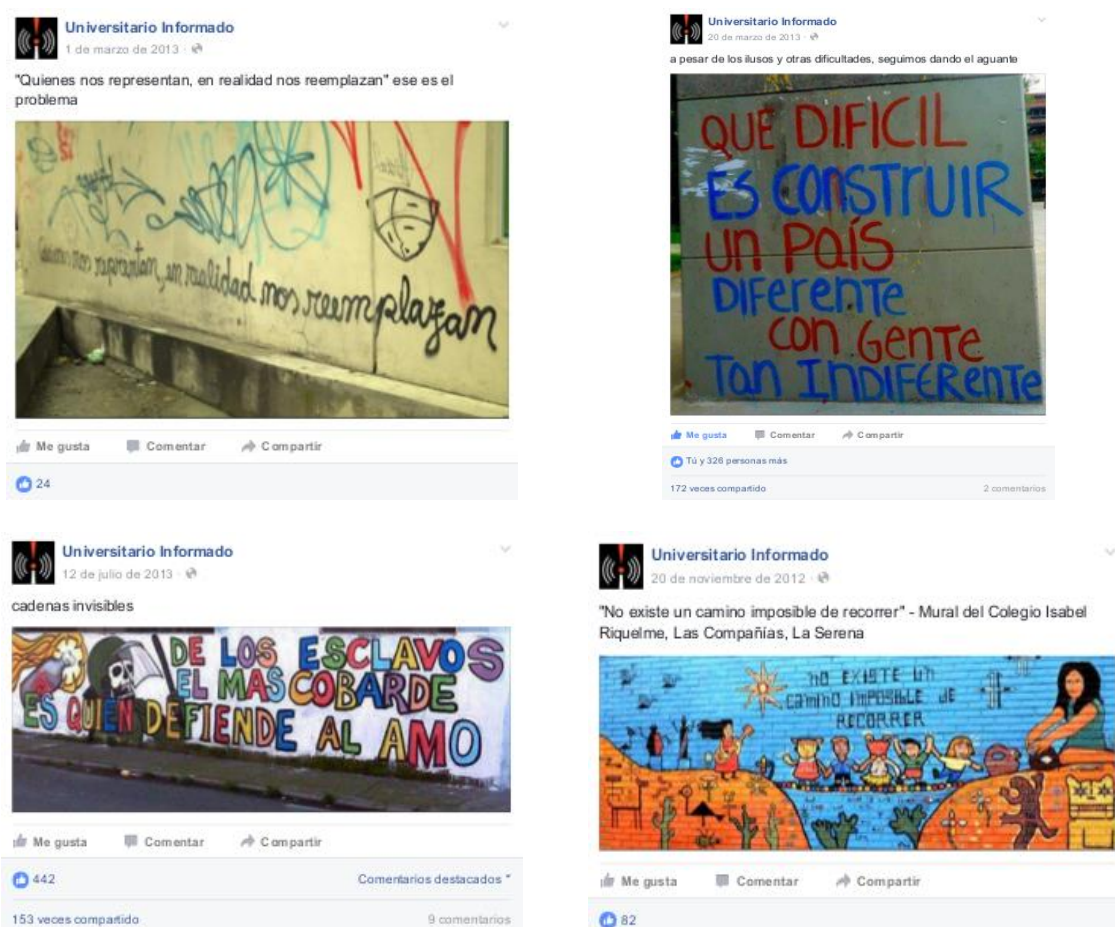 Universitario Informado
1 de marzo de 2013
"Quienes nos representan, en realidad nos reemplazan" ese es el
problema
nos representan, en realidad nos reemplazan
Me gusta Comentar Compartir
24
Universitario Informado
20 de marzo de 2013
a pesar de los ilusos y otras dificultades, seguimos dando el aguante
QUE DIFICIL
ES CONSTRUIR
UN PAÍS
DIFERENTE
CON GENTE
TAN INDIFERENTE
Me gusta Comentar Compartir
Tú y 326 personas más
172 veces compartido 2 comentarios
Universitario Informado
12 de julio de 2013
cadenas invisibles
DE LOS ESCLAVOS
EL MAS COBARDE
ES QUIEN DEFIENDE AL AMO
Me gusta Comentar Compartir
442 Comentarios destacados
153 veces compartido 9 comentarios
Universitario Informado
20 de noviembre de 2012
"No existe un camino imposible de recorrer" - Mural del Colegio Isabel
Riquelme, Las Compañías, La Serena
NO EXISTE UN
CAMINO IMPOSIBLE DE
RECORRER
Me gusta Comentar Compartir
82